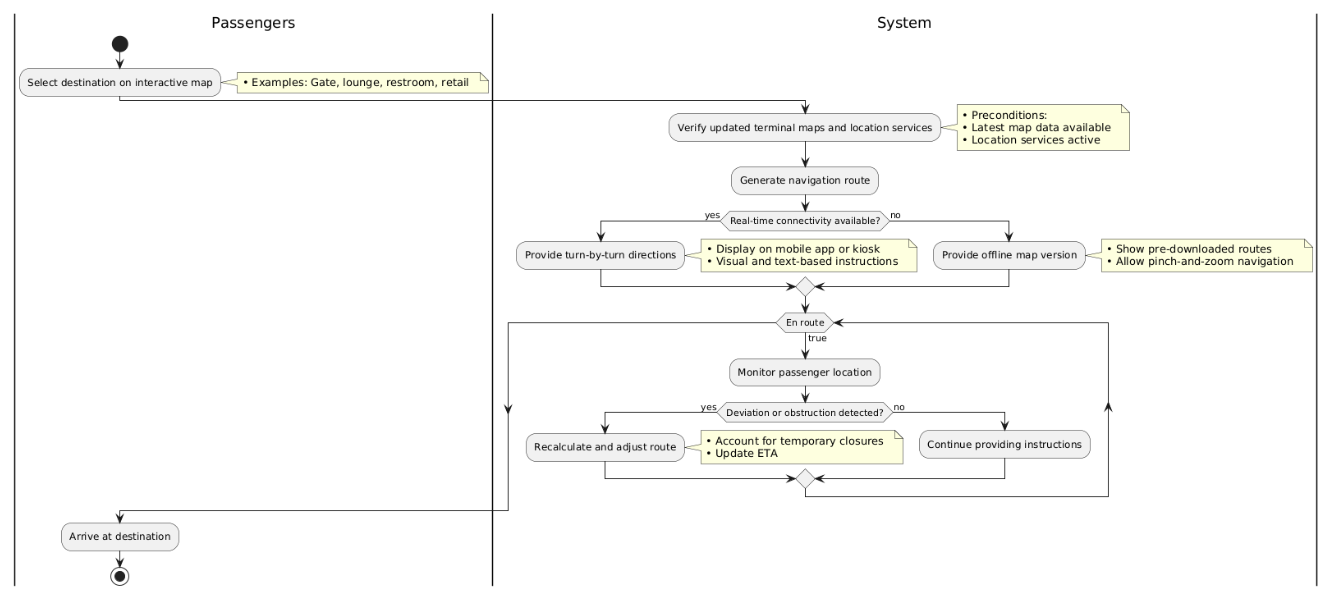 Passengers
System
Select destination on interactive map
• Examples: Gate, lounge, restroom, retail
Verify updated terminal maps and location services
• Preconditions:
• Latest map data available
• Location services active
Generate navigation route
Real-time connectivity available?
yes
no
Provide turn-by-turn directions
• Display on mobile app or kiosk
• Visual and text-based instructions
Provide offline map version
• Show pre-downloaded routes
• Allow pinch-and-zoom navigation
En route
true
Monitor passenger location
Deviation or obstruction detected?
yes
no
Recalculate and adjust route
• Account for temporary closures
• Update ETA
Continue providing instructions
Arrive at destination